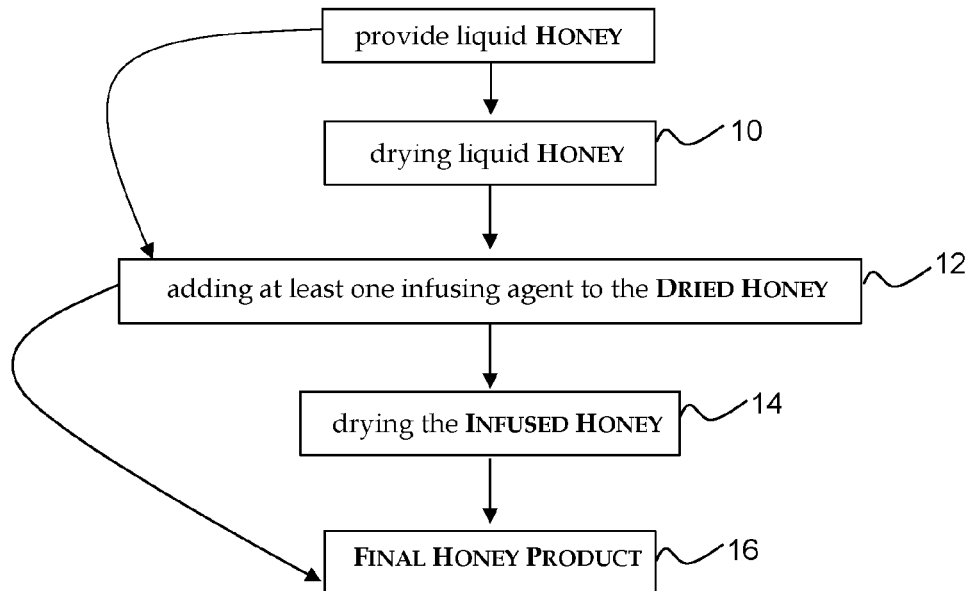 provide liquid HONEY
drying liquid HONEY
10
adding at least one infusing agent to the DRIED HONEY
12
drying the INFUSED HONEY
14
FINAL HONEY PRODUCT
16